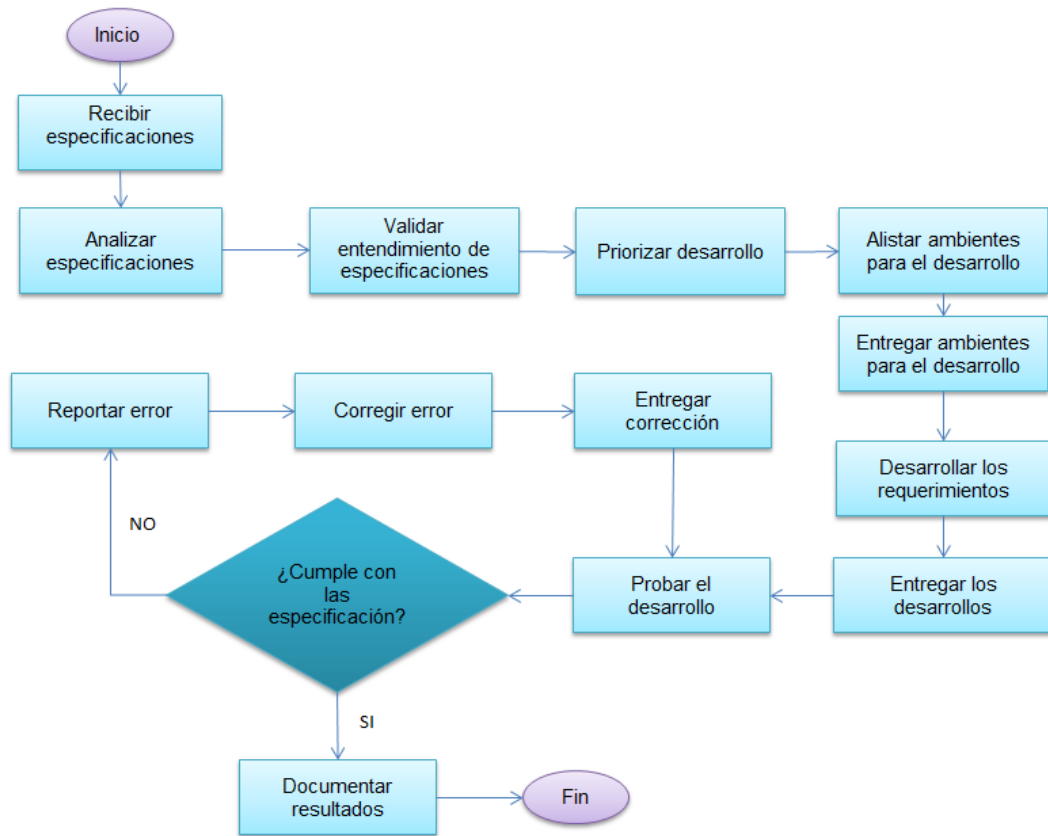 Inicio
Recibir
especificaciones
Analizar
especificaciones
Validar
entendimiento de
especificaciones
Priorizar desarrollo
Alistar ambientes
para el desarrollo
Entregar ambientes
para el desarrollo
Desarrollar los
requerimientos
Entregar los
desarrollos
Probar el
desarrollo
¿Cumple con
las
especificación?
NO
Reportar error
Corregir error
Entregar
corrección
SI
Documentar
resultados
Fin